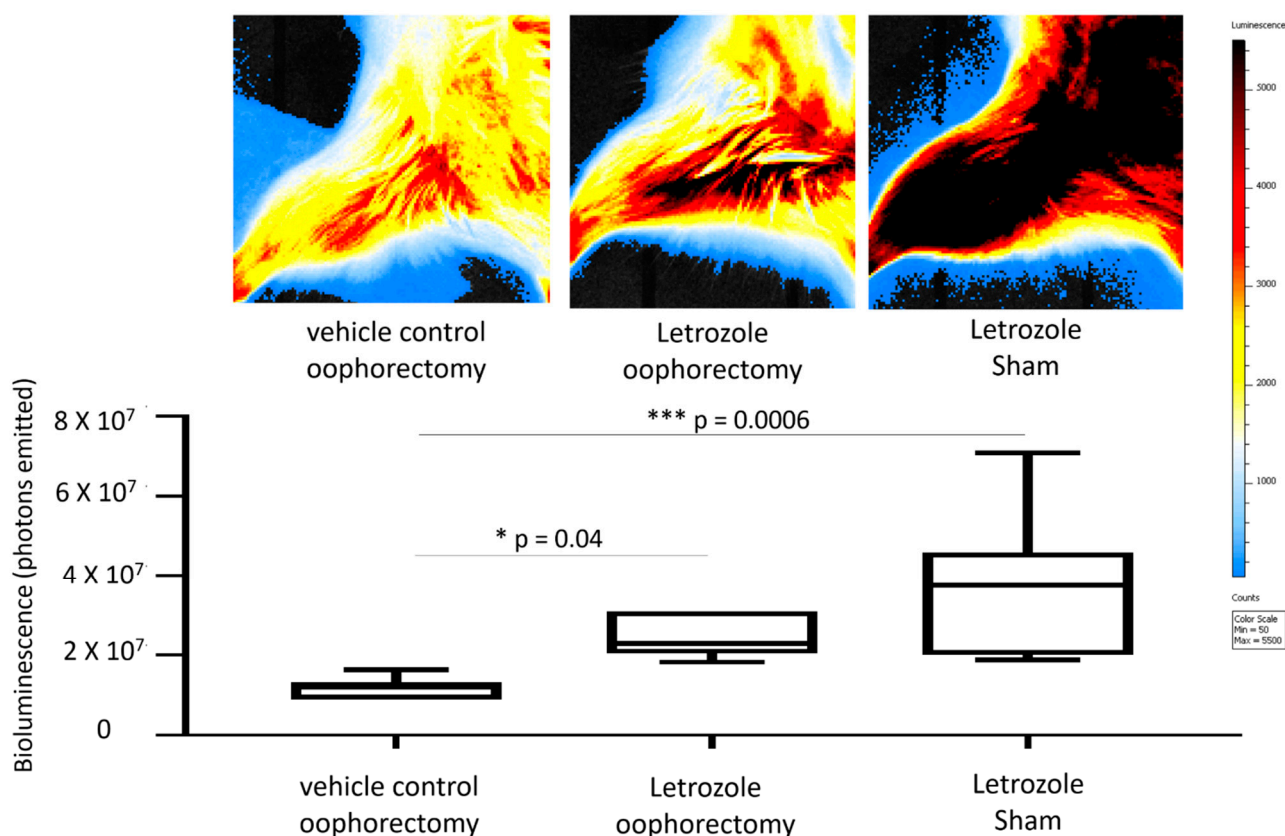 Luminescence
5000
4000
3000
2000
1000
Counts
Color Scale
Min = 50
Max = 5500
vehicle control
oophorectomy
Letrozole
oophorectomy
Letrozole
Sham
Bioluminescence (photons emitted)
8 X 10⁷
6 X 10⁷
4 X 10⁷
2 X 10⁷
0
*** p = 0.0006
* p = 0.04
vehicle control
oophorectomy
Letrozole
oophorectomy
Letrozole
Sham